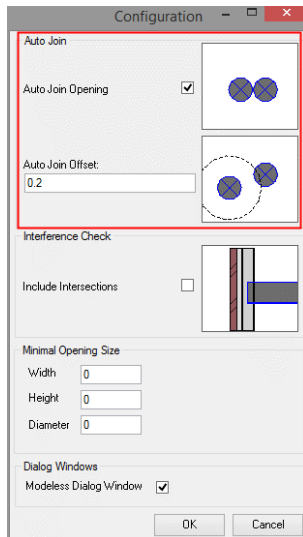 Configuration
Auto Join
Auto Join Opening
Auto Join Offset:
0.2
Interference Check
Include Intersections
Minimal Opening Size
Width 0
Height 0
Diameter 0
Dialog Windows
Modeless Dialog Window
OK Cancel